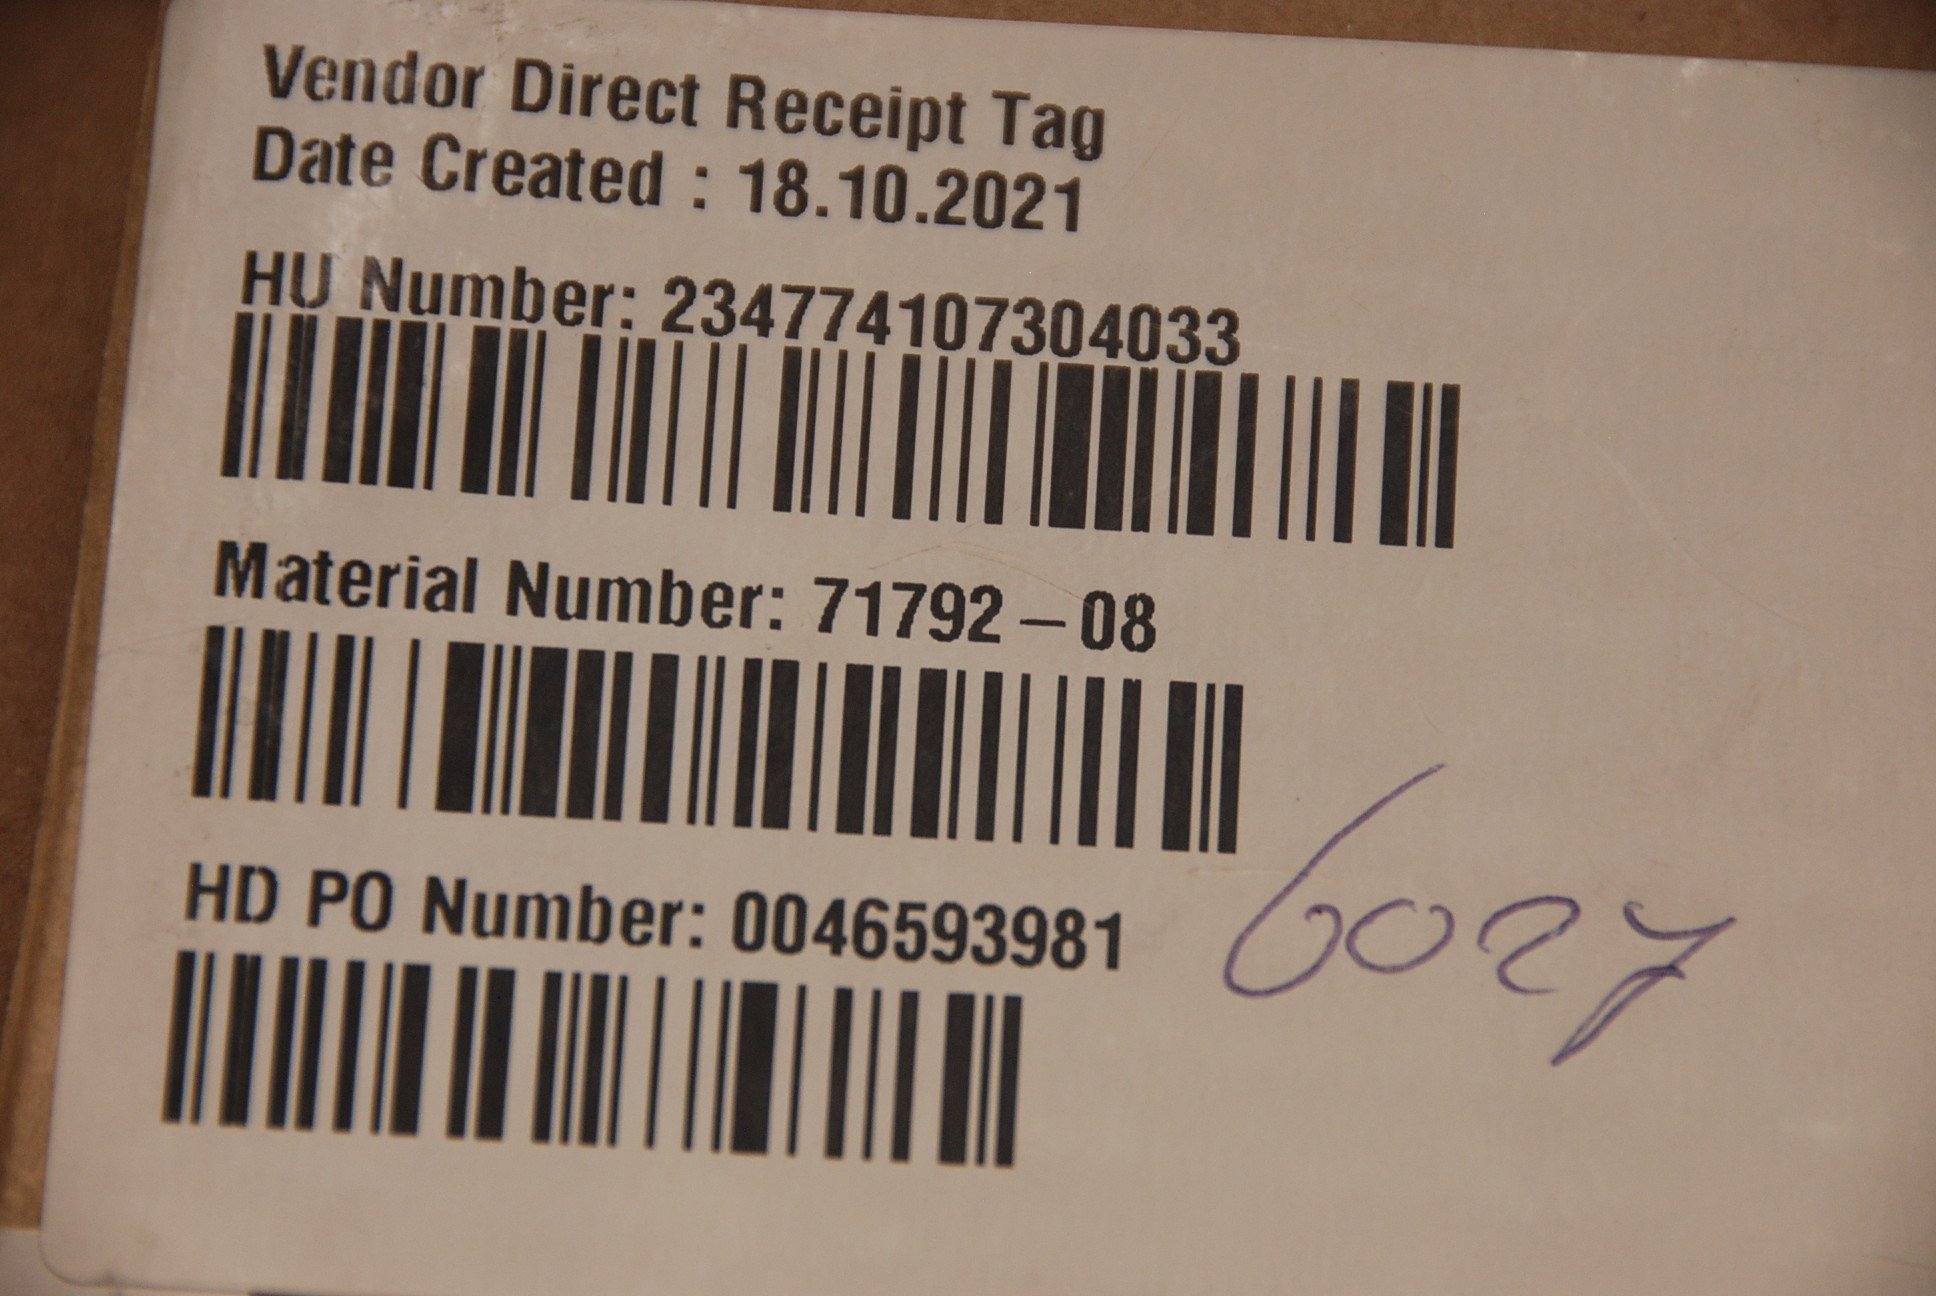 Vendor Direct Receipt Tag
Date Created : 18.10.2021
HU Number: 234774107304033
Material Number: 71792-08
HD PO Number: 0046593981
6027